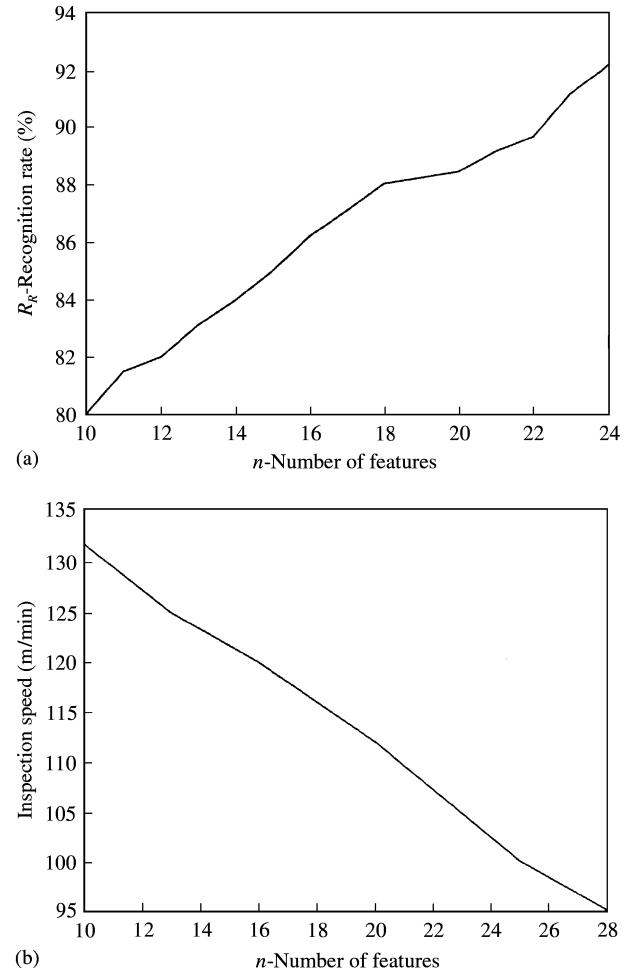 94
92
90
88
86
84
82
80
R_R-Recognition rate (%)
10 12 14 16 18 20 22 24
(a)
n-Number of features
135
130
125
120
115
110
105
100
95
Inspection speed (m/min)
10 12 14 16 18 20 22 24 26 28
(b)
n-Number of features